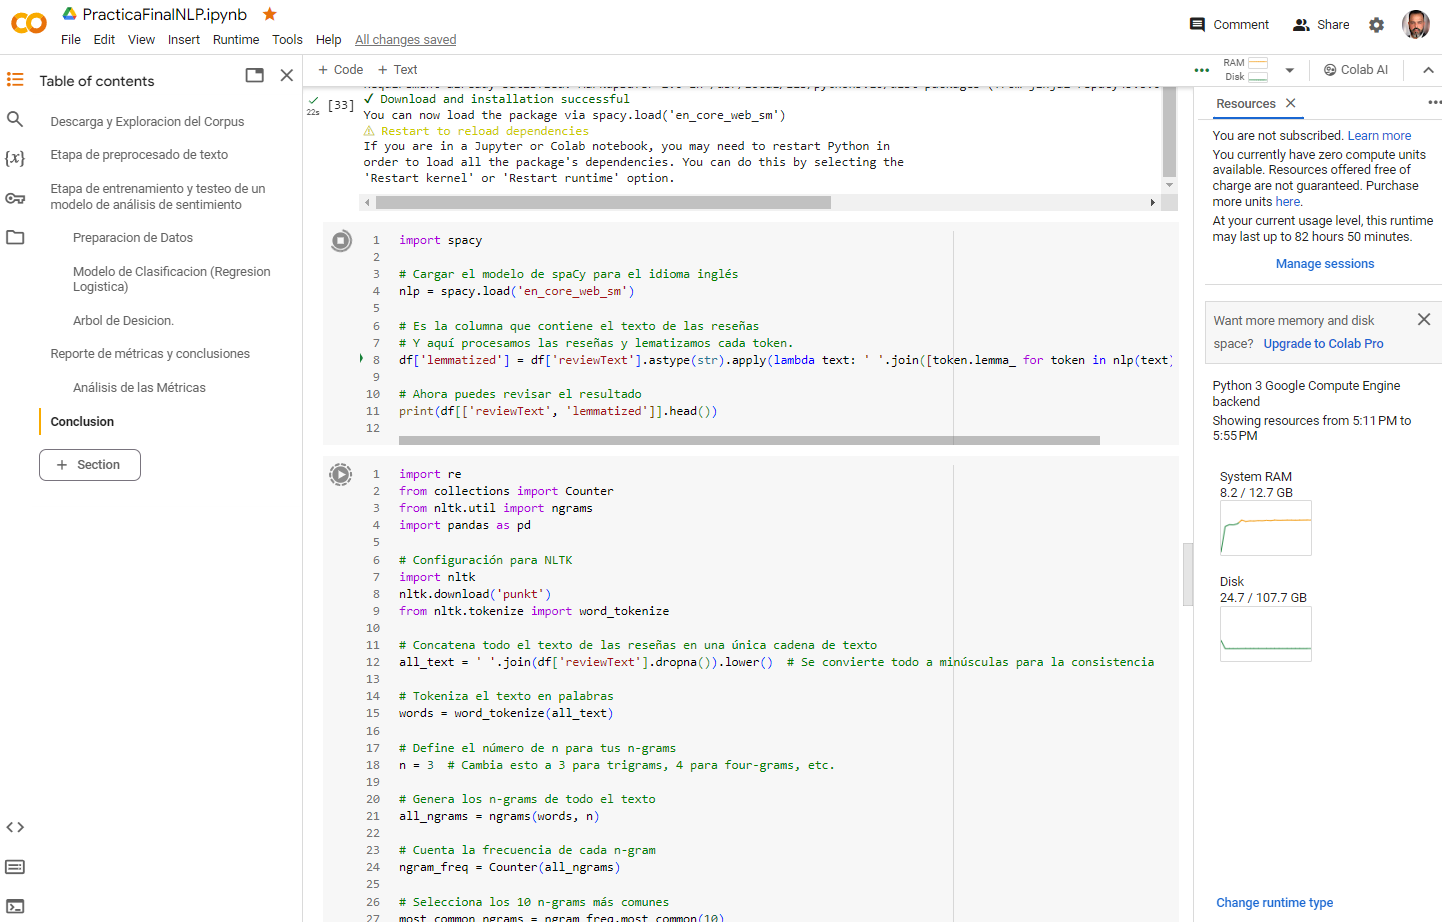 PracticaFinalNLP.ipynb
File Edit View Insert Runtime Tools Help All changes saved
Comment Share
Table of contents
Descarga y Exploracion del Corpus
Etapa de preprocesado de texto
Etapa de entrenamiento y testeo de un
modelo de análisis de sentimiento
Preparacion de Datos
Modelo de Clasificacion (Regresion
Logistica)
Arbol de Desicion.
Reporte de métricas y conclusiones
Análisis de las Métricas
Conclusion
+ Section
+ Code + Text
RAM
Disk
Colab AI
22s
[33]
✓ Download and installation successful
You can now load the package via spacy.load('en_core_web_sm')
⚠ Restart to reload dependencies
If you are in a Jupyter or Colab notebook, you may need to restart Python in
order to load all the package's dependencies. You can do this by selecting the
'Restart kernel' or 'Restart runtime' option.
1 import spacy
2
3 # Cargar el modelo de spaCy para el idioma inglés
4 nlp = spacy.load('en_core_web_sm')
5
6 # Es la columna que contiene el texto de las reseñas
7 # Y aquí procesamos las reseñas y lematizamos cada token.
8 df['lemmatized'] = df['reviewText'].astype(str).apply(lambda text: ' '.join([token.lemma_ for token in nlp(text)
9
10 # Ahora puedes revisar el resultado
11 print(df[['reviewText', 'lemmatized']].head())
12
1 import re
2 from collections import Counter
3 from nltk.util import ngrams
4 import pandas as pd
5
6 # Configuración para NLTK
7 import nltk
8 nltk.download('punkt')
9 from nltk.tokenize import word_tokenize
10
11 # Concatena todo el texto de las reseñas en una única cadena de texto
12 all_text = ' '.join(df['reviewText'].dropna()).lower()  # Se convierte todo a minúsculas para la consistencia
13
14 # Tokeniza el texto en palabras
15 words = word_tokenize(all_text)
16
17 # Define el número de n para tus n-grams
18 n = 3  # Cambia esto a 3 para trigrams, 4 para four-grams, etc.
19
20 # Genera los n-grams de todo el texto
21 all_ngrams = ngrams(words, n)
22
23 # Cuenta la frecuencia de cada n-gram
24 ngram_freq = Counter(all_ngrams)
25
26 # Selecciona los 10 n-grams más comunes
27 most_common_ngrams = ngram_freq.most_common(10)
Resources
You are not subscribed. Learn more
You currently have zero compute units
available. Resources offered free of
charge are not guaranteed. Purchase
more units here.
At your current usage level, this runtime
may last up to 82 hours 50 minutes.
Manage sessions
Want more memory and disk
space? Upgrade to Colab Pro
Python 3 Google Compute Engine
backend
Showing resources from 5:11 PM to
5:55 PM
System RAM
8.2 / 12.7 GB
Disk
24.7 / 107.7 GB
Change runtime type